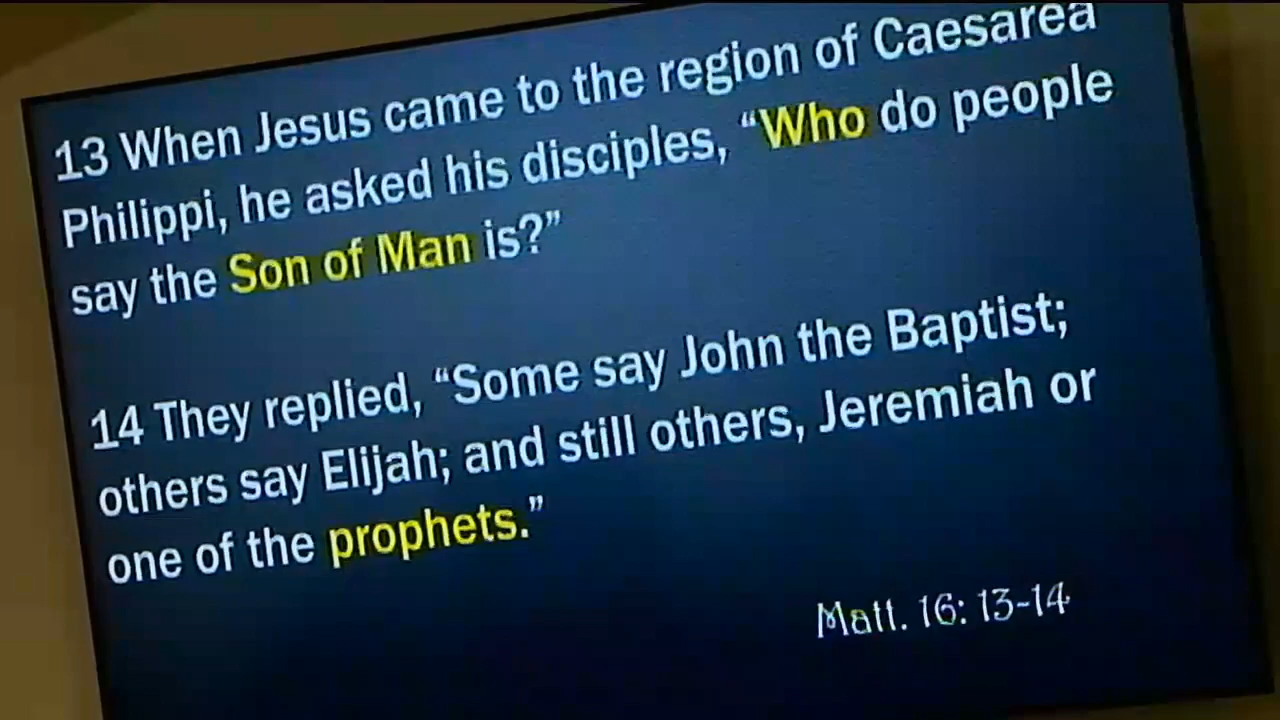 13 When Jesus came to the region of Caesarea
Philippi, he asked his disciples, “Who do people
say the Son of Man is?”
14 They replied, “Some say John the Baptist;
others say Elijah; and still others, Jeremiah or
one of the prophets.”
Matt. 16: 13-14